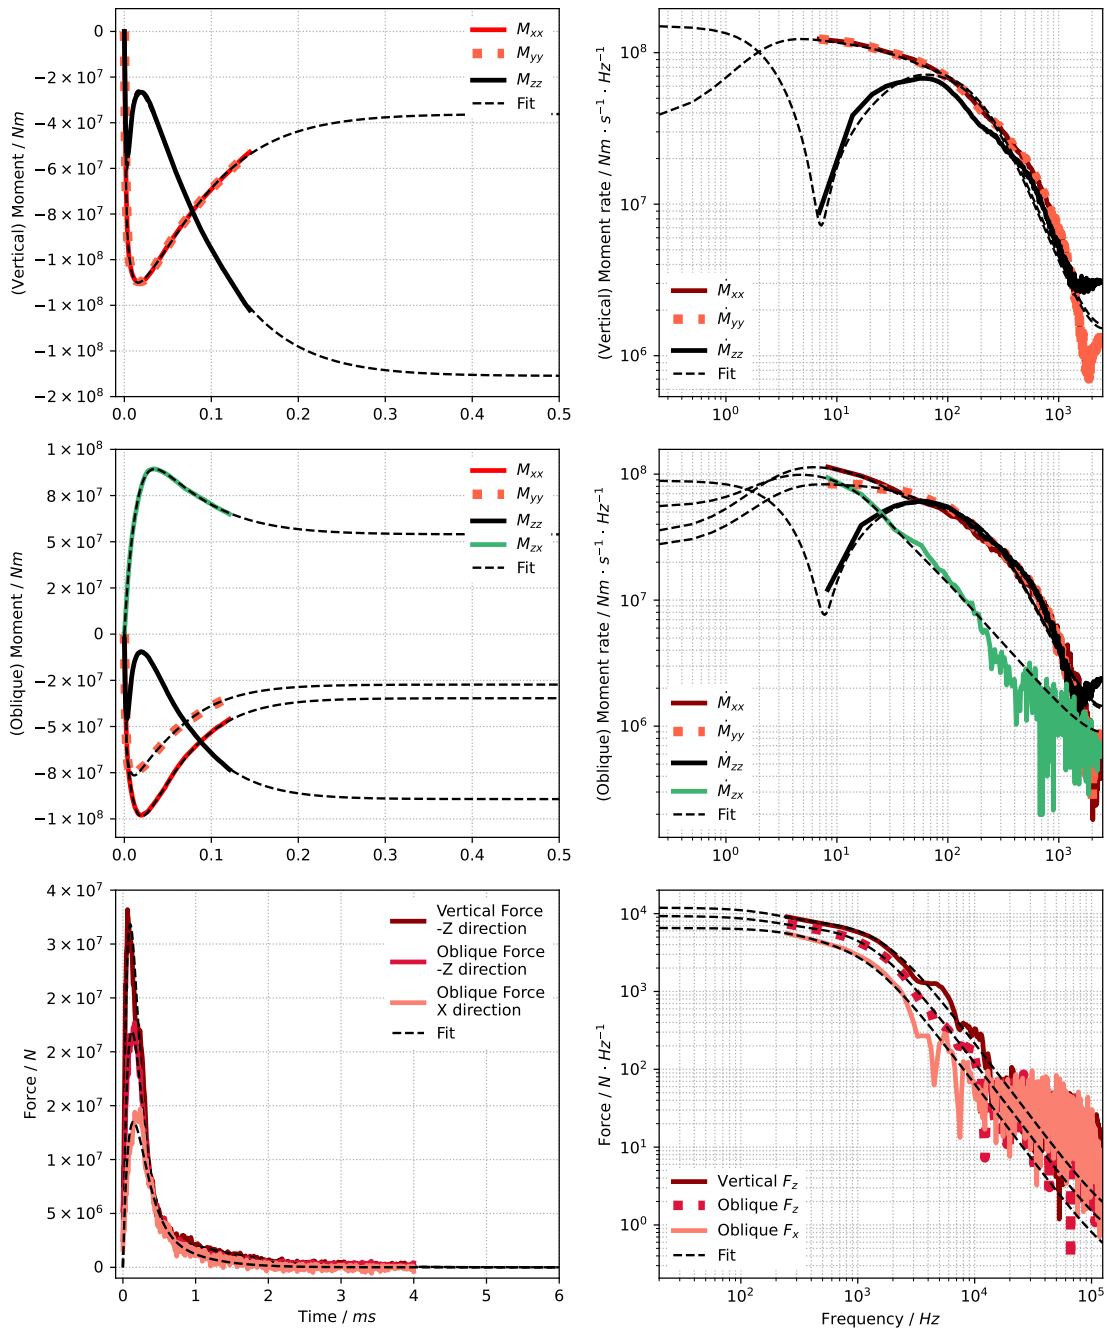 (Vertical) Moment / Nm
0
−2 × 10⁷
−4 × 10⁷
−6 × 10⁷
−8 × 10⁷
−1 × 10⁸
−1 × 10⁸
−2 × 10⁸
0.0 0.1 0.2 0.3 0.4 0.5
M_xx
M_yy
M_zz
Fit
(Vertical) Moment rate / Nm · s⁻¹ · Hz⁻¹
10⁸
10⁷
10⁶
10⁰ 10¹ 10² 10³
Ṁ_xx
Ṁ_yy
Ṁ_zz
Fit
(Oblique) Moment / Nm
1 × 10⁸
8 × 10⁷
5 × 10⁷
2 × 10⁷
0
−2 × 10⁷
−5 × 10⁷
−8 × 10⁷
−1 × 10⁸
0.0 0.1 0.2 0.3 0.4 0.5
M_xx
M_yy
M_zz
M_zx
Fit
(Oblique) Moment rate / Nm · s⁻¹ · Hz⁻¹
10⁸
10⁷
10⁶
10⁰ 10¹ 10² 10³
Ṁ_xx
Ṁ_yy
Ṁ_zz
Ṁ_zx
Fit
Force / N
4 × 10⁷
3 × 10⁷
2 × 10⁷
2 × 10⁷
2 × 10⁷
1 × 10⁷
5 × 10⁶
0
0 1 2 3 4 5 6
Time / ms
Vertical Force
-Z direction
Oblique Force
-Z direction
Oblique Force
X direction
Fit
Force / N · Hz⁻¹
10⁴
10³
10²
10¹
10⁰
10² 10³ 10⁴ 10⁵
Frequency / Hz
Vertical F_z
Oblique F_z
Oblique F_x
Fit